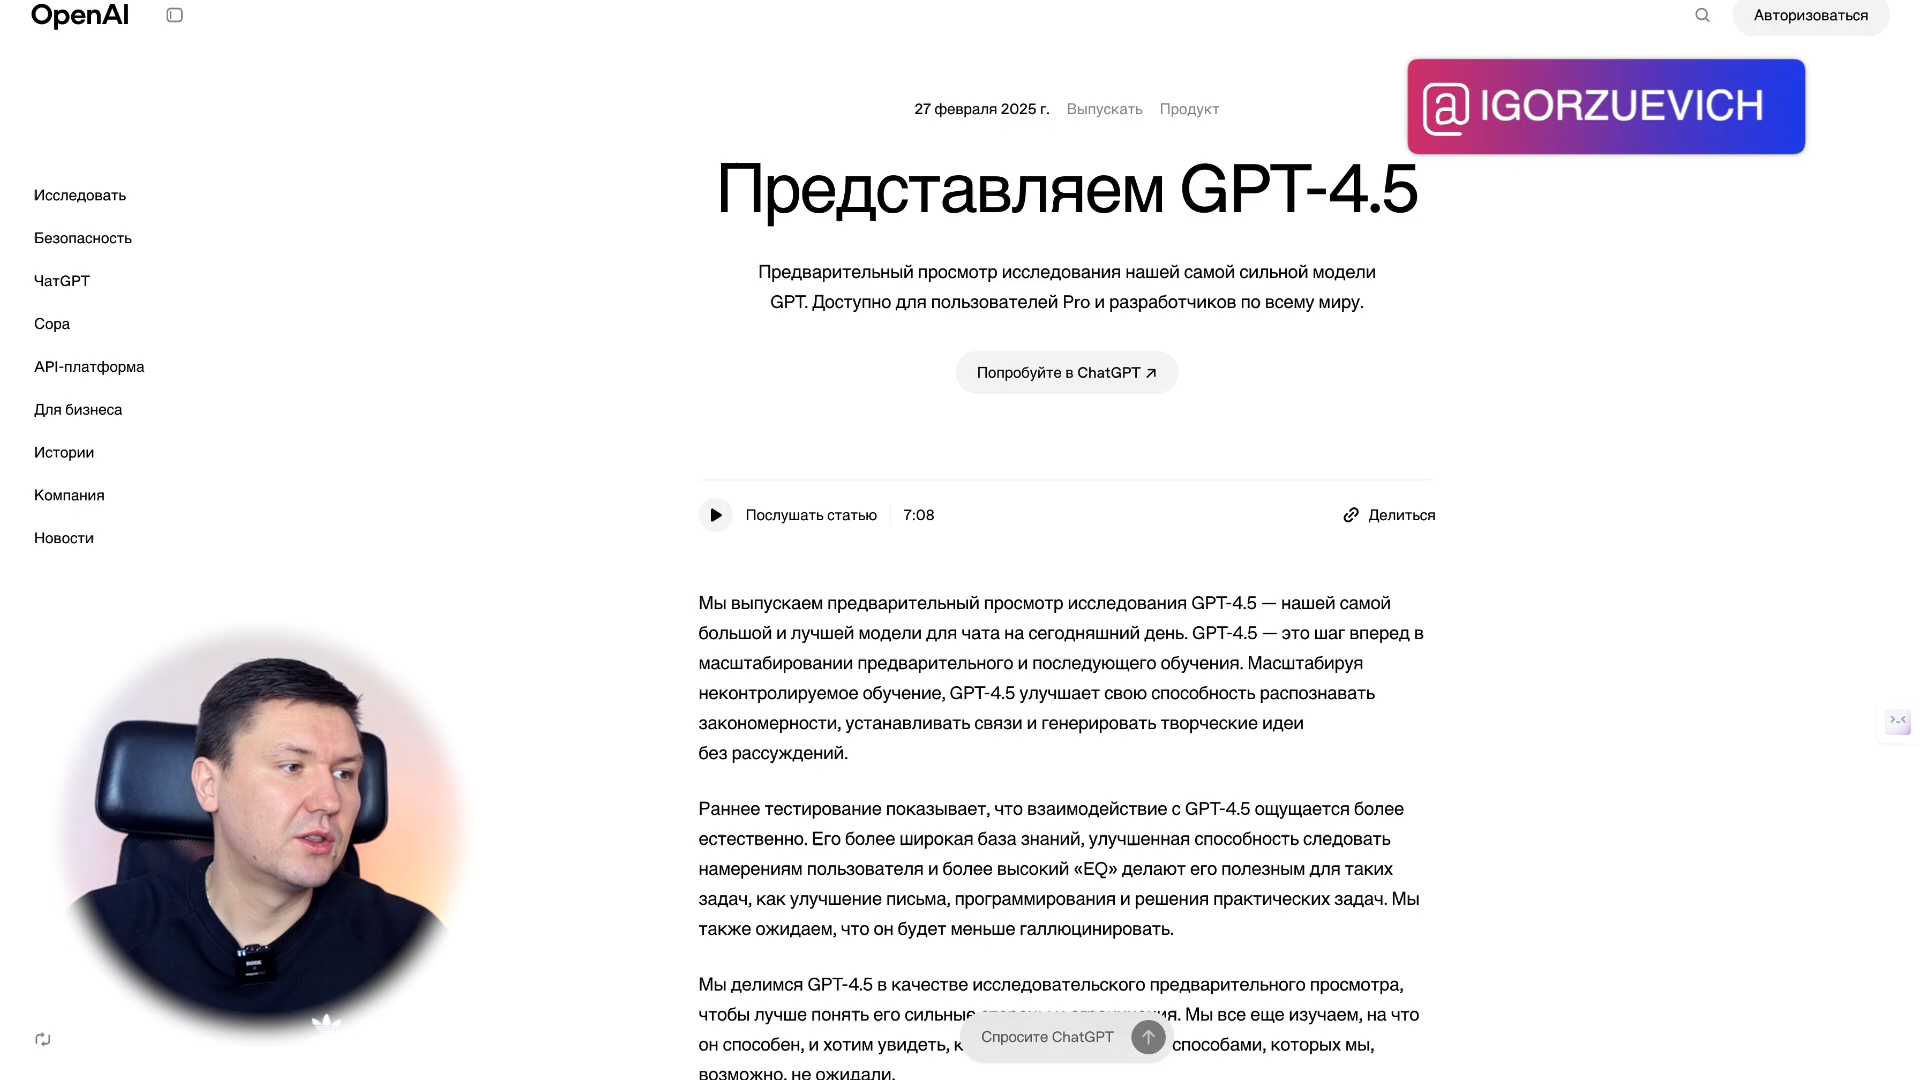 OpenAI
Авторизоваться
@IGORZUEVICH
27 февраля 2025 г. Выпускать Продукт
Представляем GPT-4.5
Предварительный просмотр исследования нашей самой сильной модели
GPT. Доступно для пользователей Pro и разработчиков по всему миру.
Попробуйте в ChatGPT ↗
Исследовать
Безопасность
ЧатGPT
Сора
API-платформа
Для бизнеса
Истории
Компания
Новости
Послушать статью 7:08
Делиться
Мы выпускаем предварительный просмотр исследования GPT-4.5 — нашей самой
большой и лучшей модели для чата на сегодняшний день. GPT-4.5 — это шаг вперед в
масштабировании предварительного и последующего обучения. Масштабируя
неконтролируемое обучение, GPT-4.5 улучшает свою способность распознавать
закономерности, устанавливать связи и генерировать творческие идеи
без рассуждений.
Раннее тестирование показывает, что взаимодействие с GPT-4.5 ощущается более
естественно. Его более широкая база знаний, улучшенная способность следовать
намерениям пользователя и более высокий «EQ» делают его полезным для таких
задач, как улучшение письма, программирования и решения практических задач. Мы
также ожидаем, что он будет меньше галлюцинировать.
Мы делимся GPT-4.5 в качестве исследовательского предварительного просмотра,
чтобы лучше понять его сильные стороны и ограничения. Мы все еще изучаем, на что
он способен, и хотим увидеть, способами, которых мы,
возможно, не ожидали.
Спросите ChatGPT
RODE